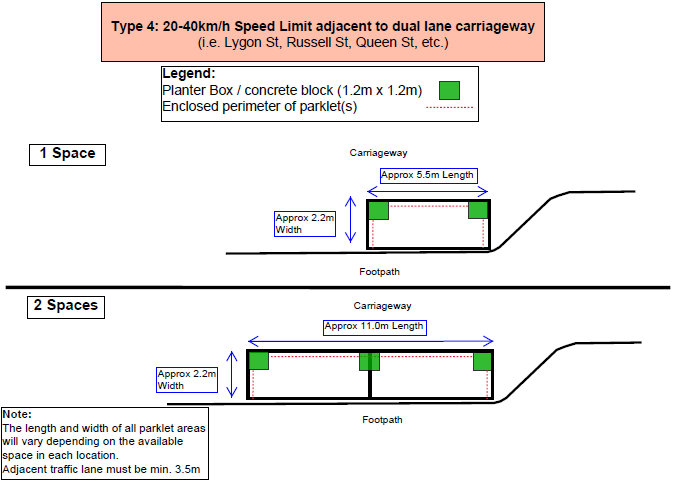 Type 4: 20-40km/h Speed Limit adjacent to dual lane carriageway
(i.e. Lygon St, Russell St, Queen St, etc.)
Legend:
Planter Box / concrete block (1.2m x 1.2m)
Enclosed perimeter of parklet(s)
1 Space
Carriageway
Approx 5.5m Length
Approx 2.2m
Width
Footpath
2 Spaces
Carriageway
Approx 11.0m Length
Approx 2.2m
Width
Footpath
Note:
The length and width of all parklet areas
will vary depending on the available
space in each location.
Adjacent traffic lane must be min. 3.5m